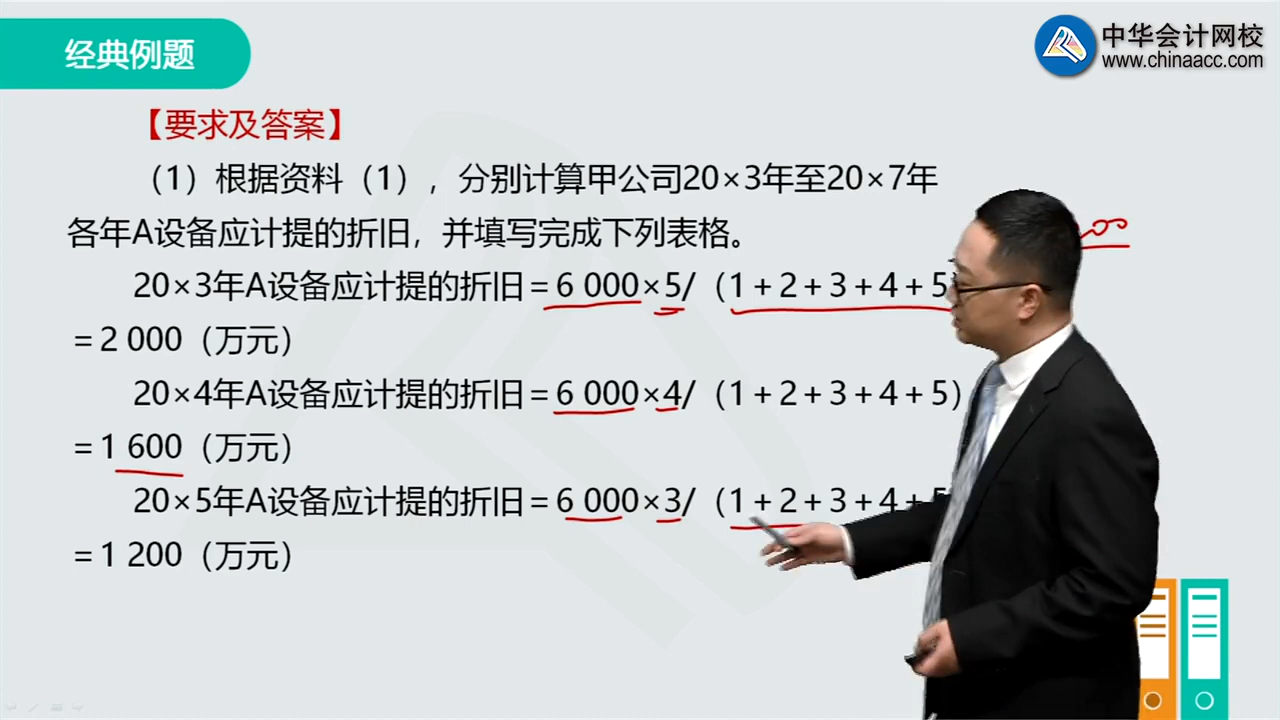 经典例题
中华会计网校
www.chinaacc.com
【要求及答案】
（1）根据资料（1），分别计算甲公司20×3年至20×7年
各年A设备应计提的折旧，并填写完成下列表格。
20×3年A设备应计提的折旧＝6 000×5/（1＋2＋3＋4＋5
＝2 000（万元）
20×4年A设备应计提的折旧＝6 000×4/（1＋2＋3＋4＋5）
＝1 600（万元）
20×5年A设备应计提的折旧＝6 000×3/（1＋2＋3＋4＋
＝1 200（万元）